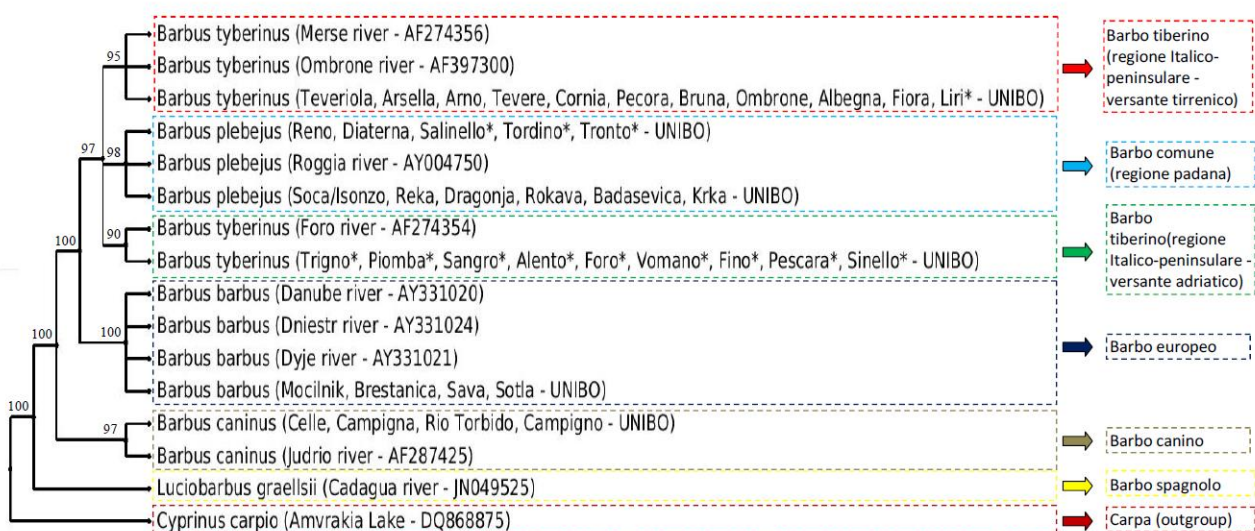 Barbus tyberinus (Merse river - AF274356)
Barbus tyberinus (Ombrone river - AF397300)
Barbus tyberinus (Teveriola, Arsella, Arno, Tevere, Cornia, Pecora, Bruna, Ombrone, Albegna, Fiora, Liri* - UNIBO)
Barbus plebejus (Reno, Diaterna, Salinello*, Tordino*, Tronto* - UNIBO)
Barbus plebejus (Roggia river - AY004750)
Barbus plebejus (Soca/Isonzo, Reka, Dragonja, Rokava, Badasevica, Krka - UNIBO)
Barbus tyberinus (Foro river - AF274354)
Barbus tyberinus (Trigno*, Piomba*, Sangro*, Alento*, Foro*, Vomano*, Fino*, Pescara*, Sinello* - UNIBO)
Barbus barbus (Danube river - AY331020)
Barbus barbus (Dniestr river - AY331024)
Barbus barbus (Dyje river - AY331021)
Barbus barbus (Mocilnik, Brestanica, Sava, Sotla - UNIBO)
Barbus caninus (Celle, Campigna, Rio Torbido, Campigno - UNIBO)
Barbus caninus (Judrio river - AF287425)
Luciobarbus graellsii (Cadagua river - JN049525)
Cyprinus carpio (Amvrakia Lake - DQ868875)
95
98
97
90
100
100
100
97
100
Barbo tiberino
(regione Italico-
peninsulare -
versante tirrenico)
Barbo comune
(regione padana)
Barbo
tiberino(regione
Italico-peninsulare -
versante adriatico)
Barbo europeo
Barbo canino
Barbo spagnolo
Carpa (outgroup)